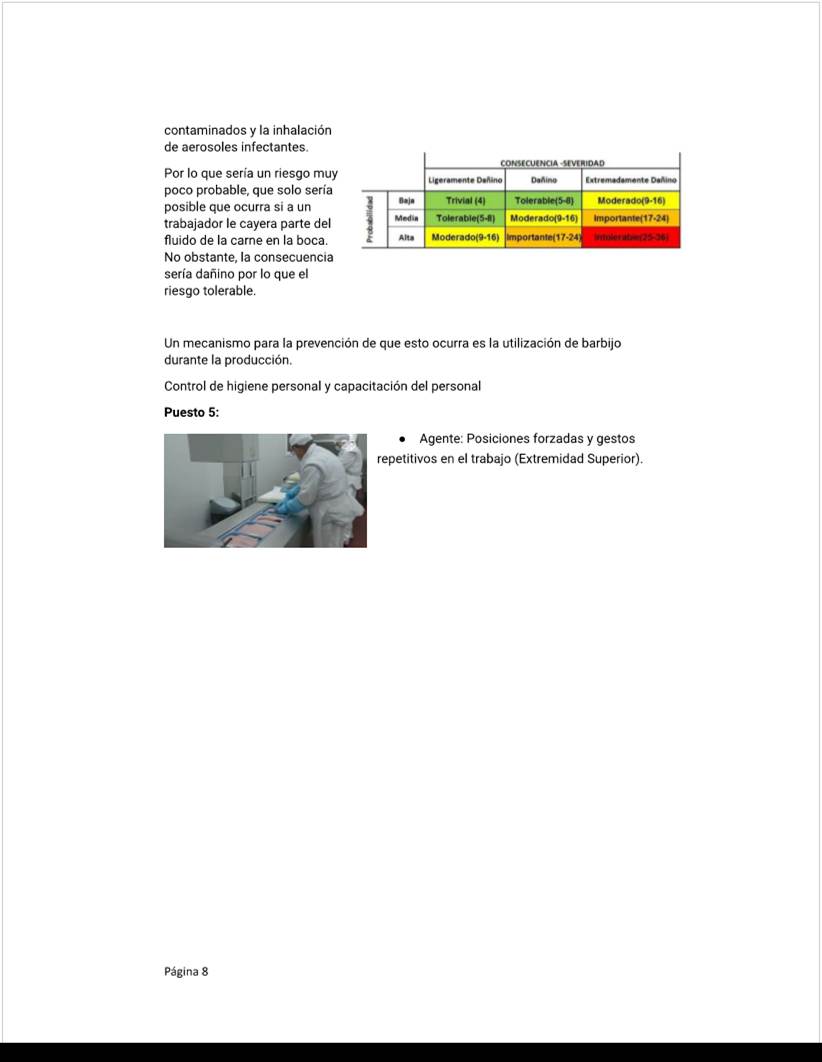 contaminados y la inhalación
de aerosoles infectantes.
Por lo que sería un riesgo muy
poco probable, que solo sería
posible que ocurra si a un
trabajador le cayera parte del
fluido de la carne en la boca.
No obstante, la consecuencia
sería dañino por lo que el
riesgo tolerable.
CONSECUENCIA -SEVERIDAD
Ligeramente Dañino Dañino Extremadamente Dañino
Probabilidad
Baja Trivial (4) Tolerable(5-8) Moderado(9-16)
Media Tolerable(5-8) Moderado(9-16) Importante(17-24)
Alta Moderado(9-16) Importante(17-24) Intolerable(25-36)
Un mecanismo para la prevención de que esto ocurra es la utilización de barbijo
durante la producción.
Control de higiene personal y capacitación del personal
Puesto 5:
● Agente: Posiciones forzadas y gestos
repetitivos en el trabajo (Extremidad Superior).
Página 8